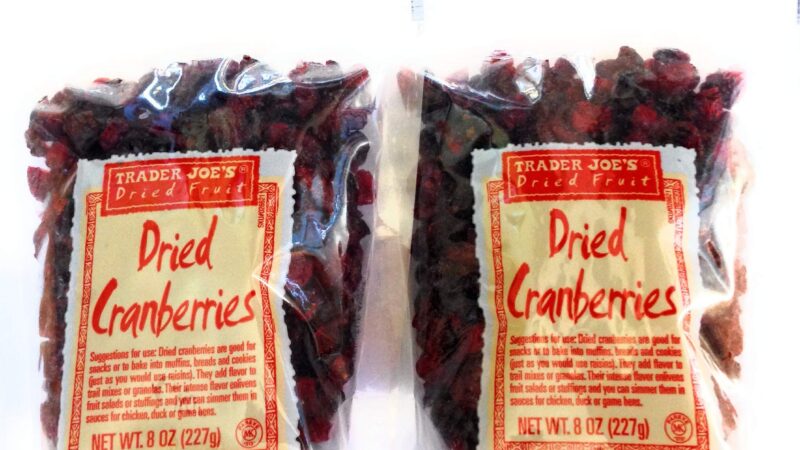 TRADER JOE'S®
Dried Fruit
Dried
Cranberries
Suggestions for use: Dried cranberries are good for
snacks or to bake into muffins, breads and cookies
(just as you would use raisins). They add flavor to
trail mixes or granolas. Their intense flavor enlivens
fruit salads or stuffings and you can simmer them in
sauces for chicken, duck or game hens.
NET WT. 8 OZ (227g)
TRADER JOE'S®
Dried Fruit
Dried
Cranberries
Suggestions for use: Dried cranberries are good for
snacks or to bake into muffins, breads and cookies
(just as you would use raisins). They add flavor to
trail mixes or granolas. Their intense flavor enlivens
fruit salads or stuffings and you can simmer them in
sauces for chicken, duck or game hens.
NET WT. 8 OZ (227g)